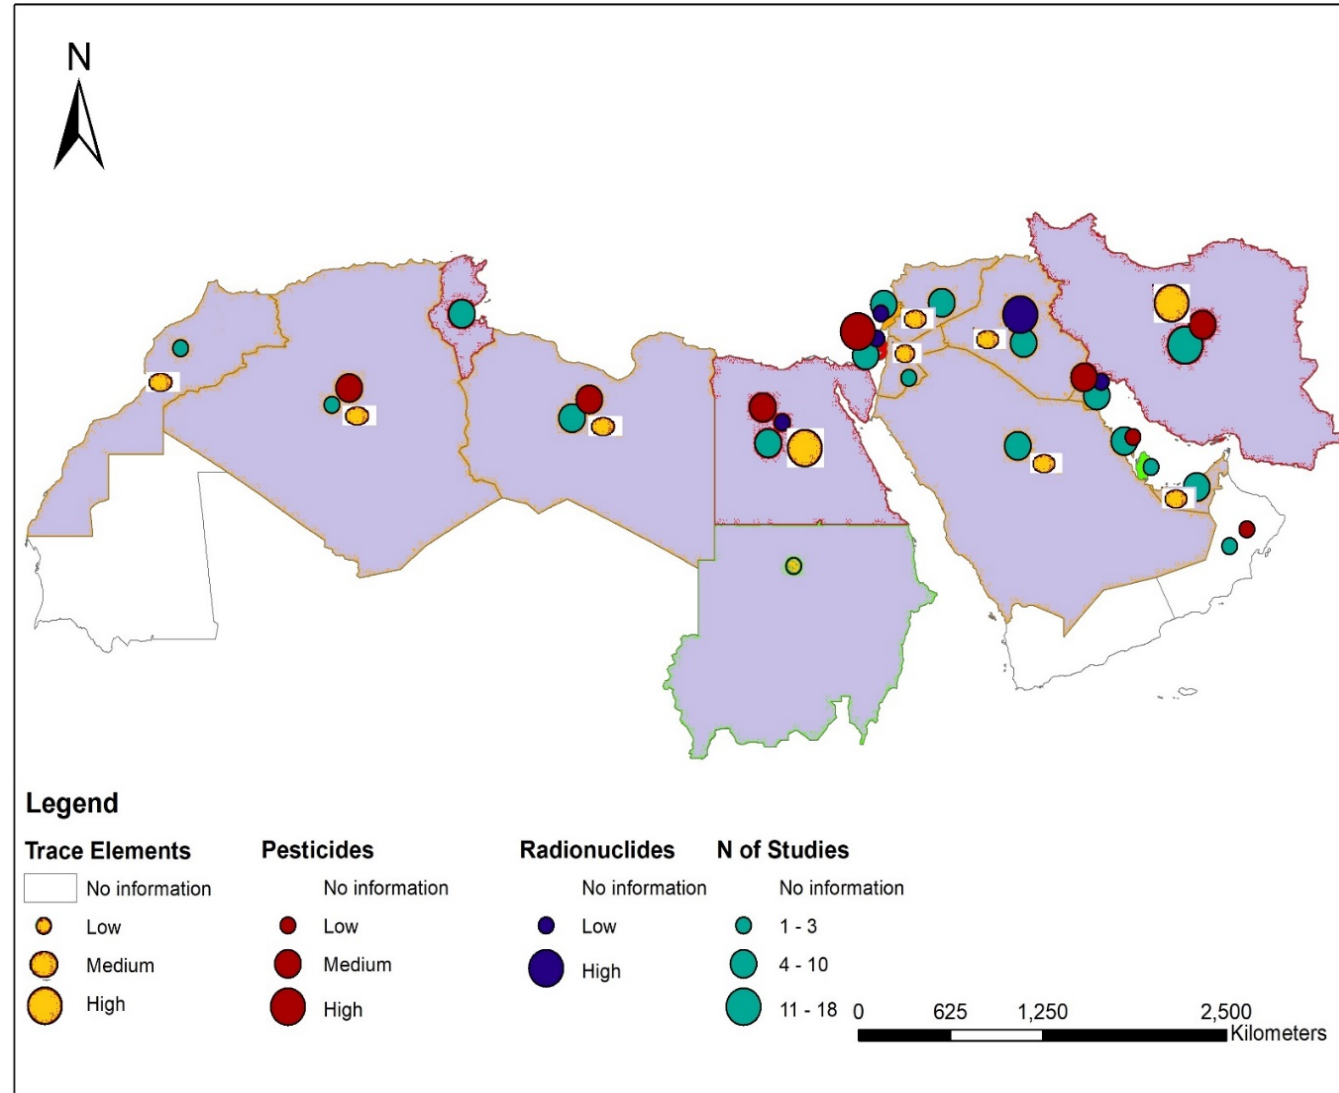 N
Legend
Trace Elements
No information
Low
Medium
High
Pesticides
No information
Low
Medium
High
Radionuclides
No information
Low
High
N of Studies
No information
1 - 3
4 - 10
11 - 18
0 625 1,250 2,500
Kilometers